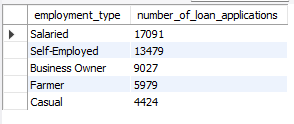 employment_type number_of_loan_applications
Salaried 17091
Self-Employed 13479
Business Owner 9027
Farmer 5979
Casual 4424